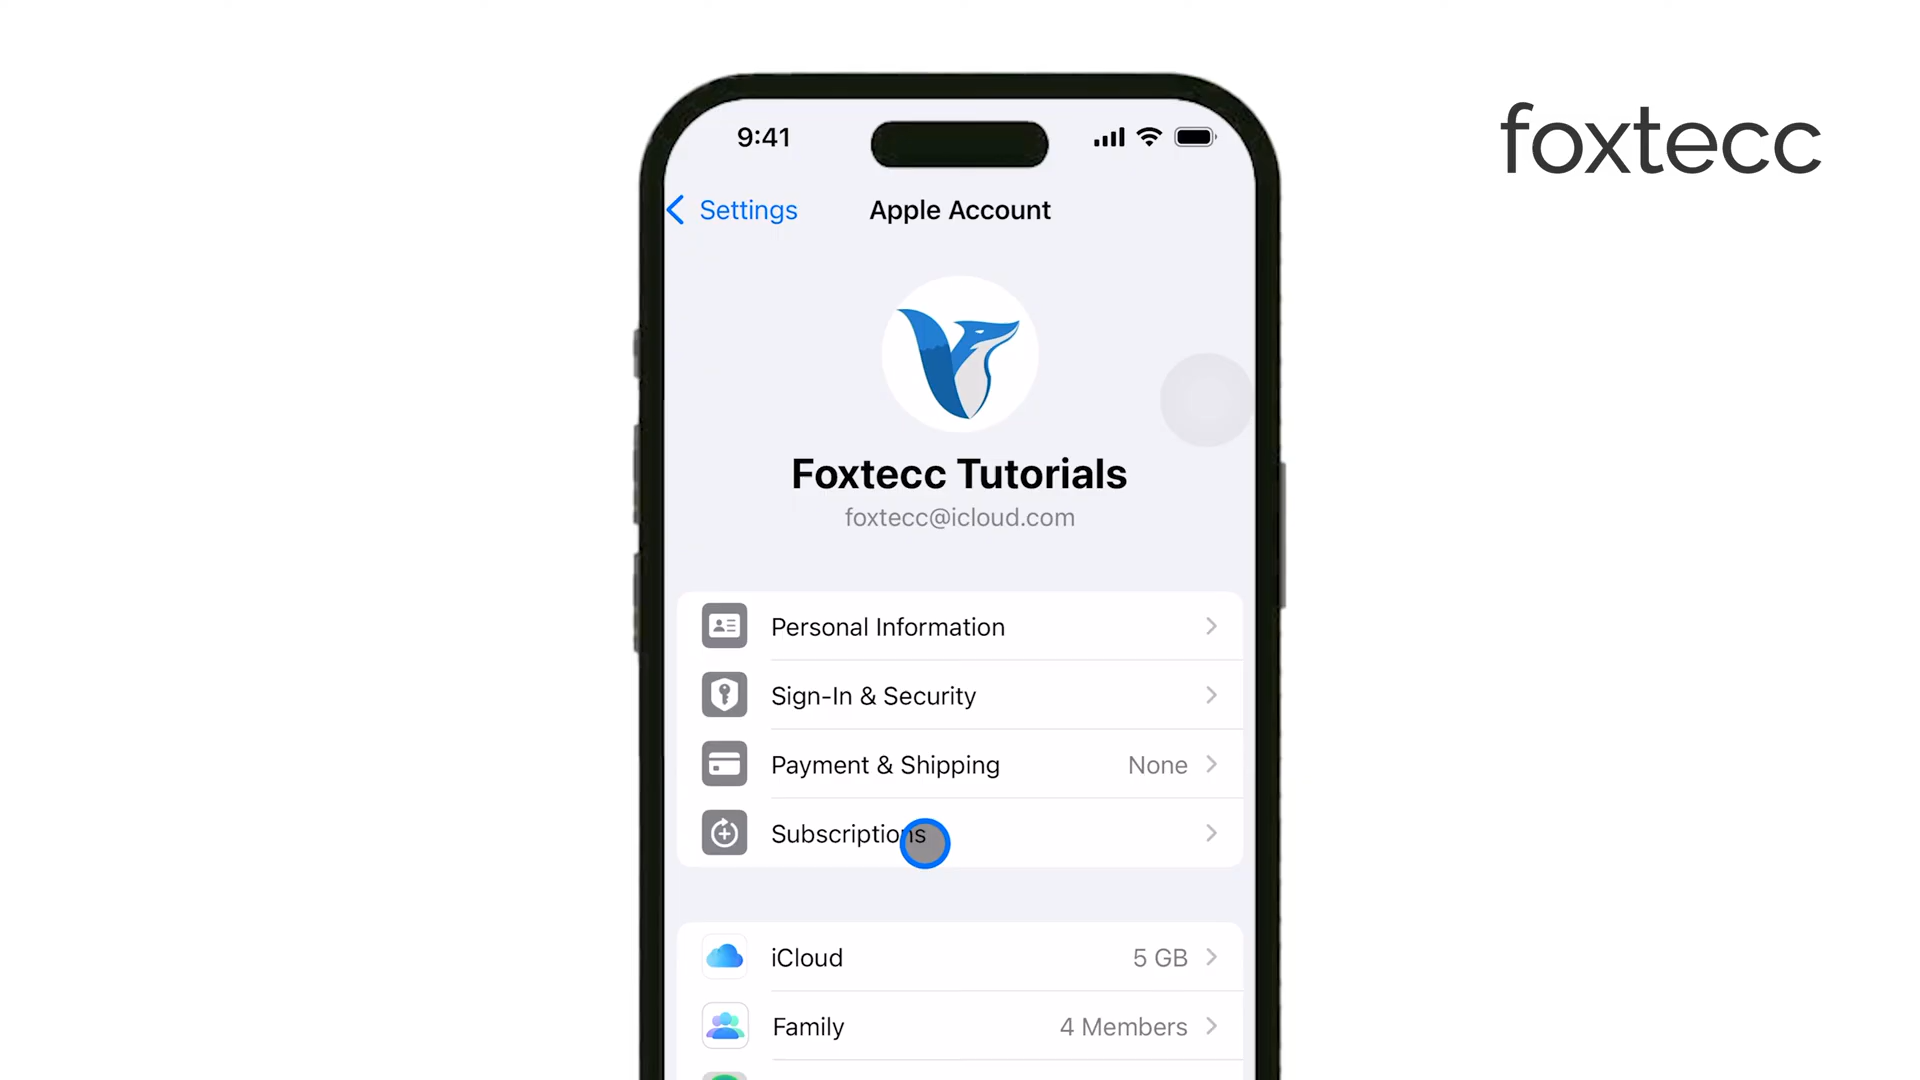 foxtecc
9:41
Settings
Apple Account
Foxtecc Tutorials
foxtecc@icloud.com
Personal Information
Sign-In & Security
Payment & Shipping None
Subscriptions
iCloud 5 GB
Family 4 Members